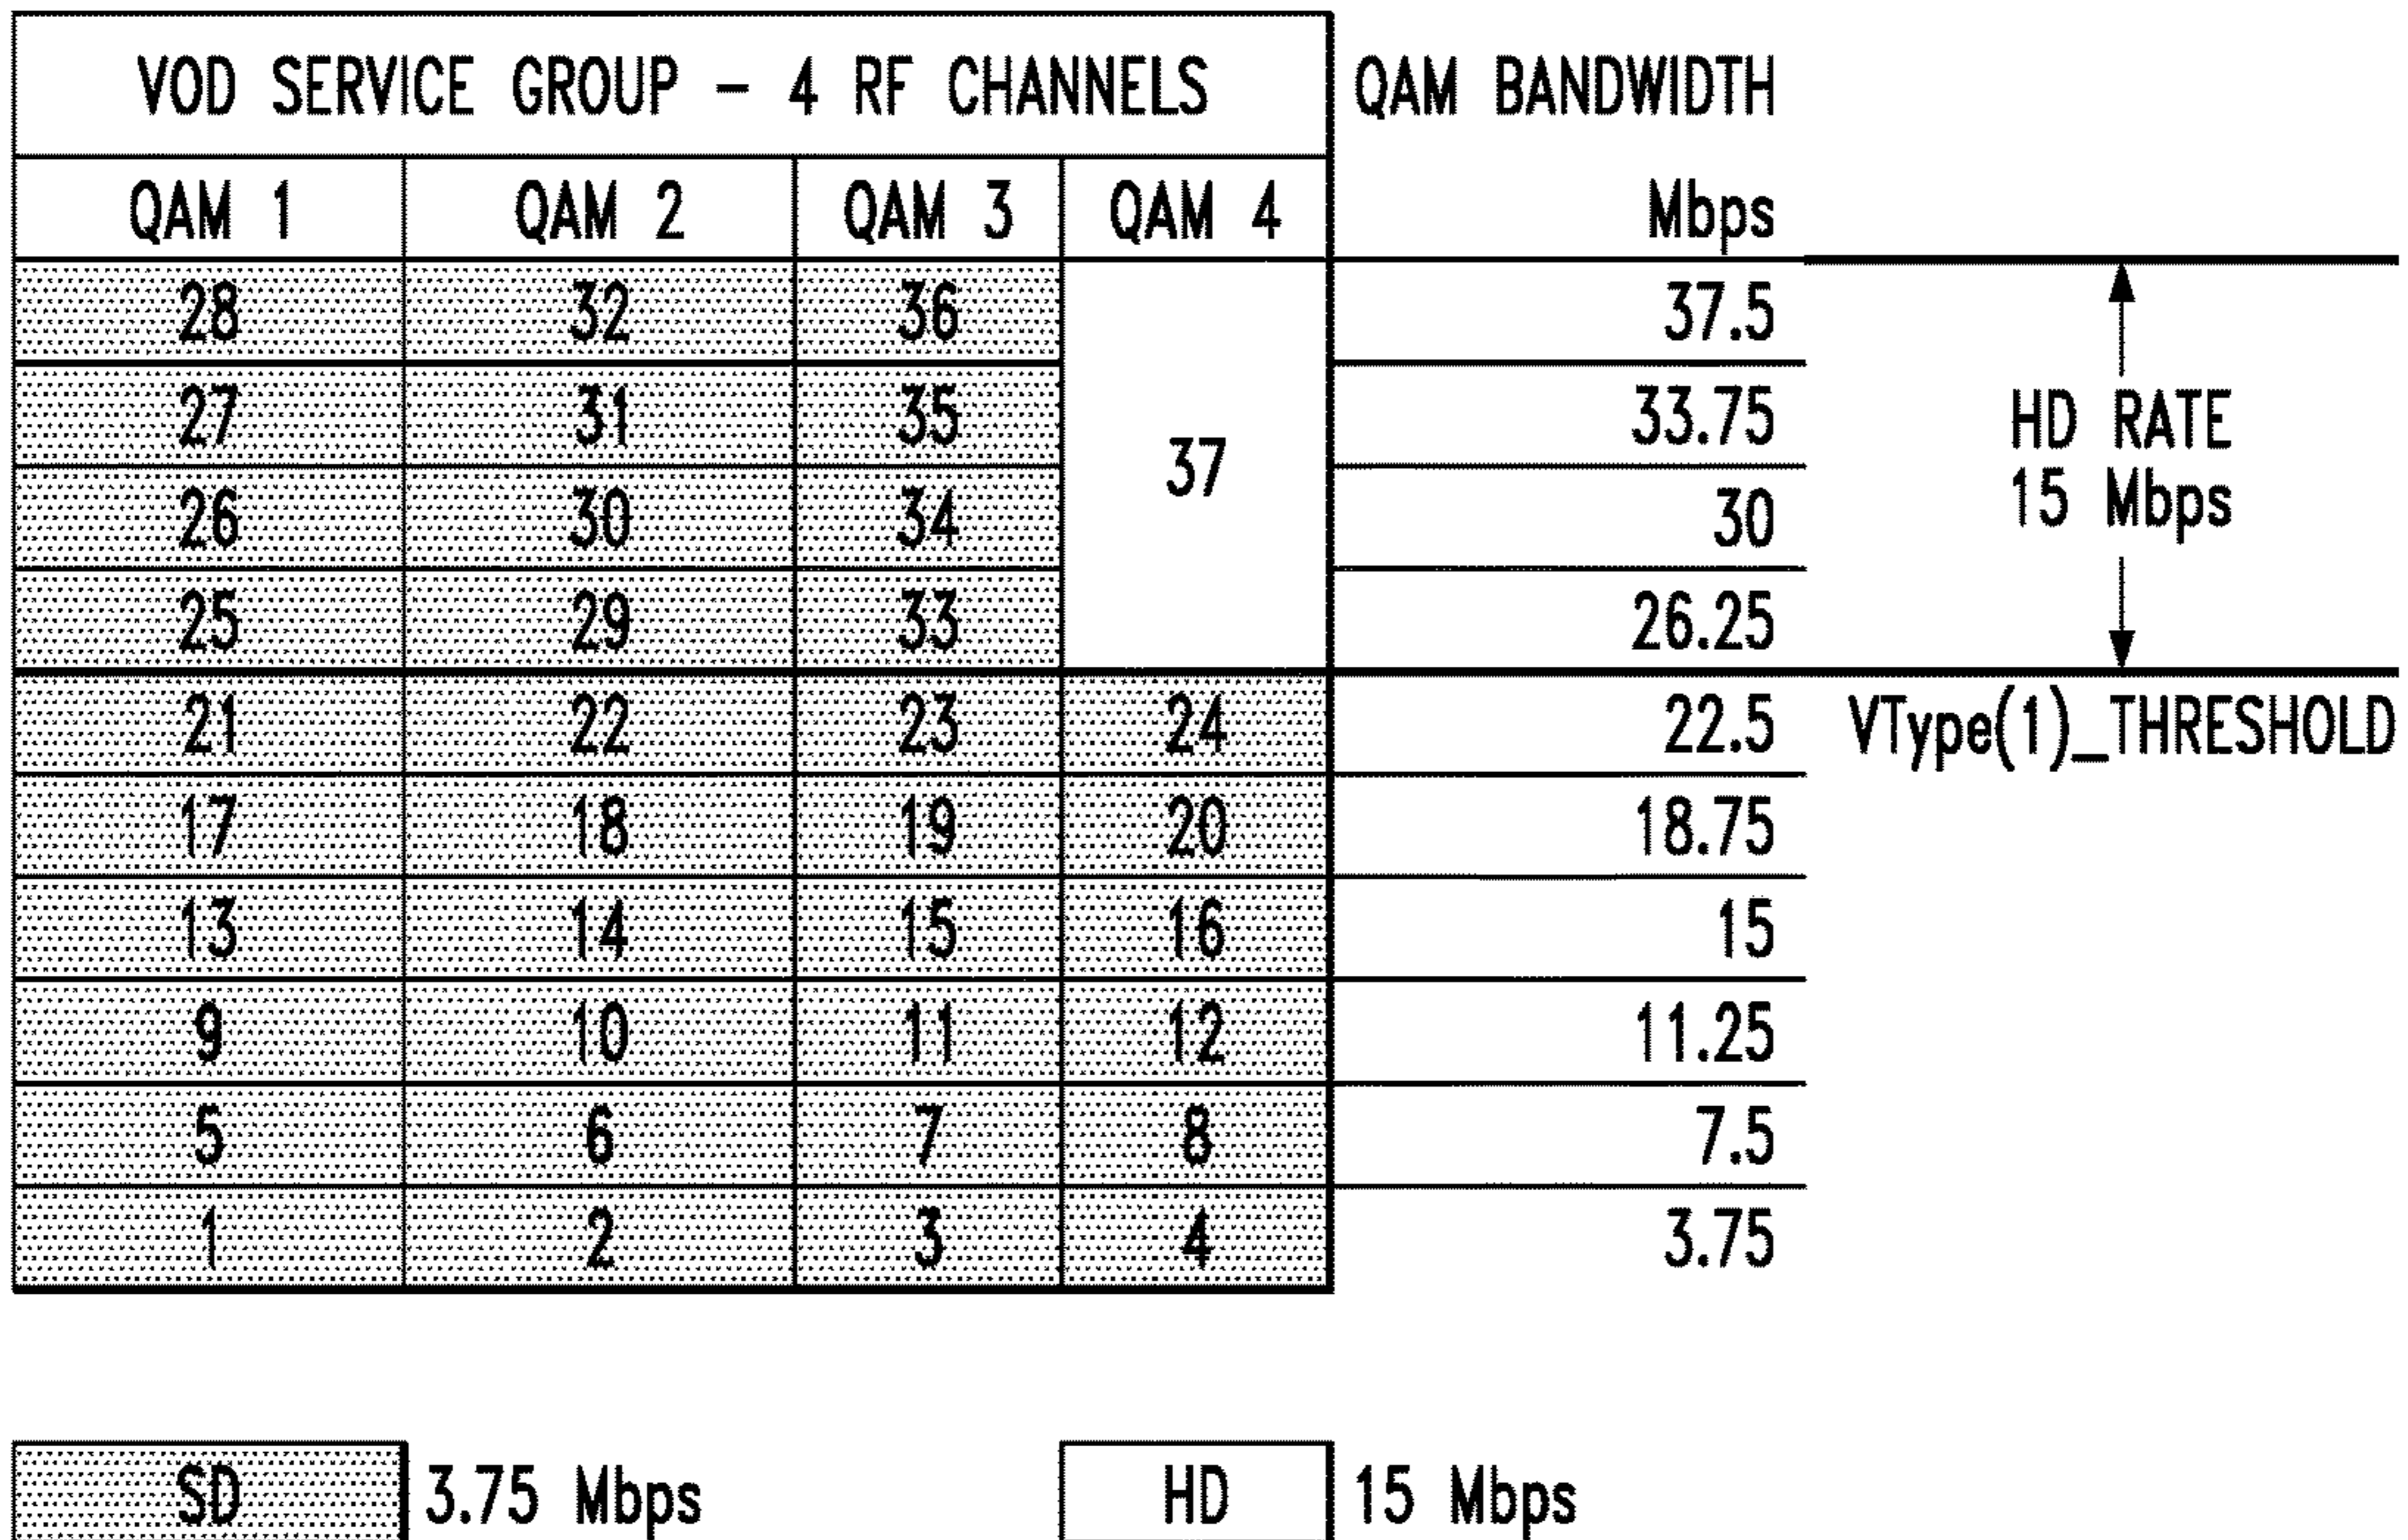 VOD SERVICE GROUP - 4 RF CHANNELS QAM BANDWIDTH
QAM 1 QAM 2 QAM 3 QAM 4 Mbps
28 32 36 37.5
27 31 35 33.75 HD RATE
37
26 30 34 30 15 Mbps
25 29 33 26.25
21 22 23 24 22.5 VType(1)_THRESHOLD
17 18 19 20 18.75
13 14 15 16 15
9 10 11 12 11.25
5 6 7 8 7.5
1 2 3 4 3.75
SD 3.75 Mbps HD 15 Mbps